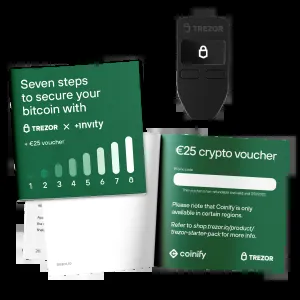 TREZOR
Seven steps
to secure your
bitcoin with
TREZOR × +invity
+ €25 voucher
1 2 3 4 5 6 7 8
€25 crypto voucher
Please note that Coinify is only
available in certain regions.
Refer to shop.trezor.io/product/
trezor-starter-pack for more info.
coinify
TREZOR